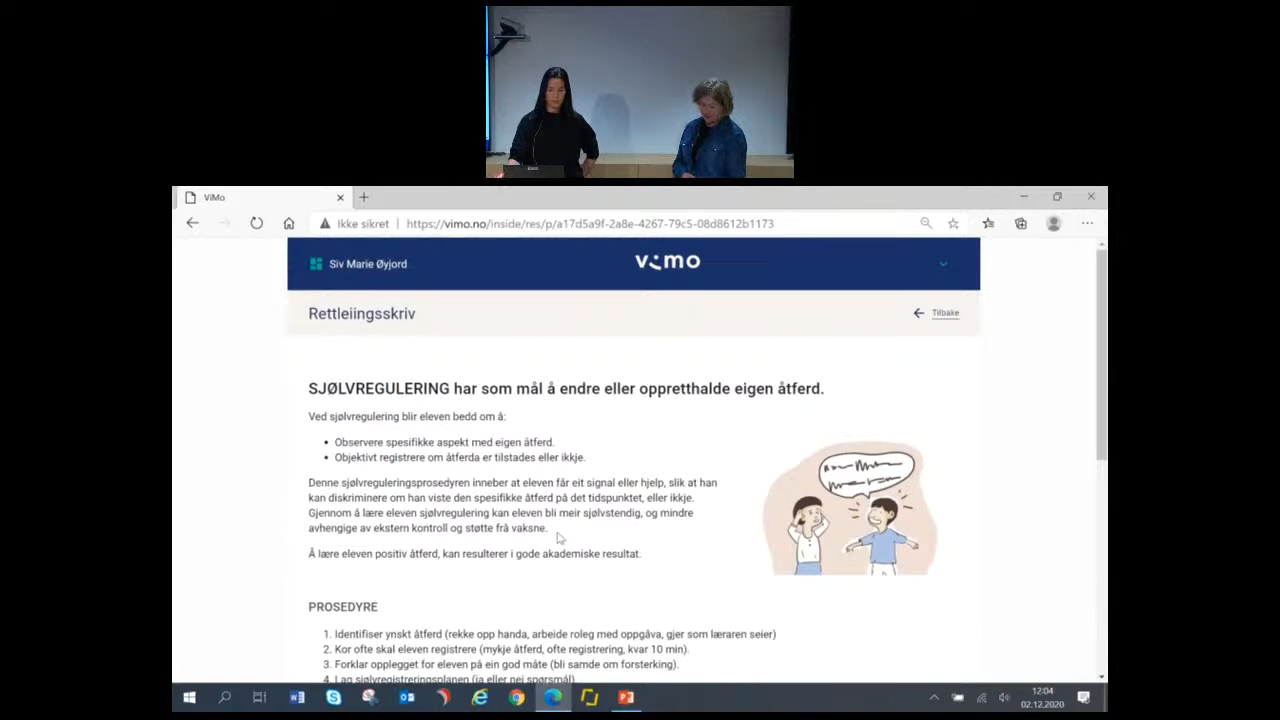 ViMo
Ikke sikret | https://vimo.no/inside/res/p/a17d5a9f-2a8e-4267-79c5-08d8612b1173
Siv Marie Øyjord
vimo
Rettleiingsskriv
Tilbake
SJØLVREGULERING har som mål å endre eller oppretthalde eigen åtferd.
Ved sjølvregulering blir eleven bedd om å:
• Observere spesifikke aspekt med eigen åtferd.
• Objektivt registrere om åtferda er tilstades eller ikkje.
Denne sjølvreguleringsprosedyren inneber at eleven får eit signal eller hjelp, slik at han
kan diskriminere om han viste den spesifikke åtferd på det tidspunktet, eller ikkje.
Gjennom å lære eleven sjølvregulering kan eleven bli meir sjølvstendig, og mindre
avhengige av ekstern kontroll og støtte frå vaksne.
Å lære eleven positiv åtferd, kan resulterer i gode akademiske resultat.
PROSEDYRE
1. Identifiser ynskt åtferd (rekke opp handa, arbeide roleg med oppgåva, gjer som læraren seier)
2. Kor ofte skal eleven registrere (mykje åtferd, ofte registrering, kvar 10 min).
3. Forklar opplegget for eleven på ein god måte (bli samde om forsterking).
4. Lag sjølvregistreringsplanen (ja eller nei spørsmål)
12:04
02.12.2020